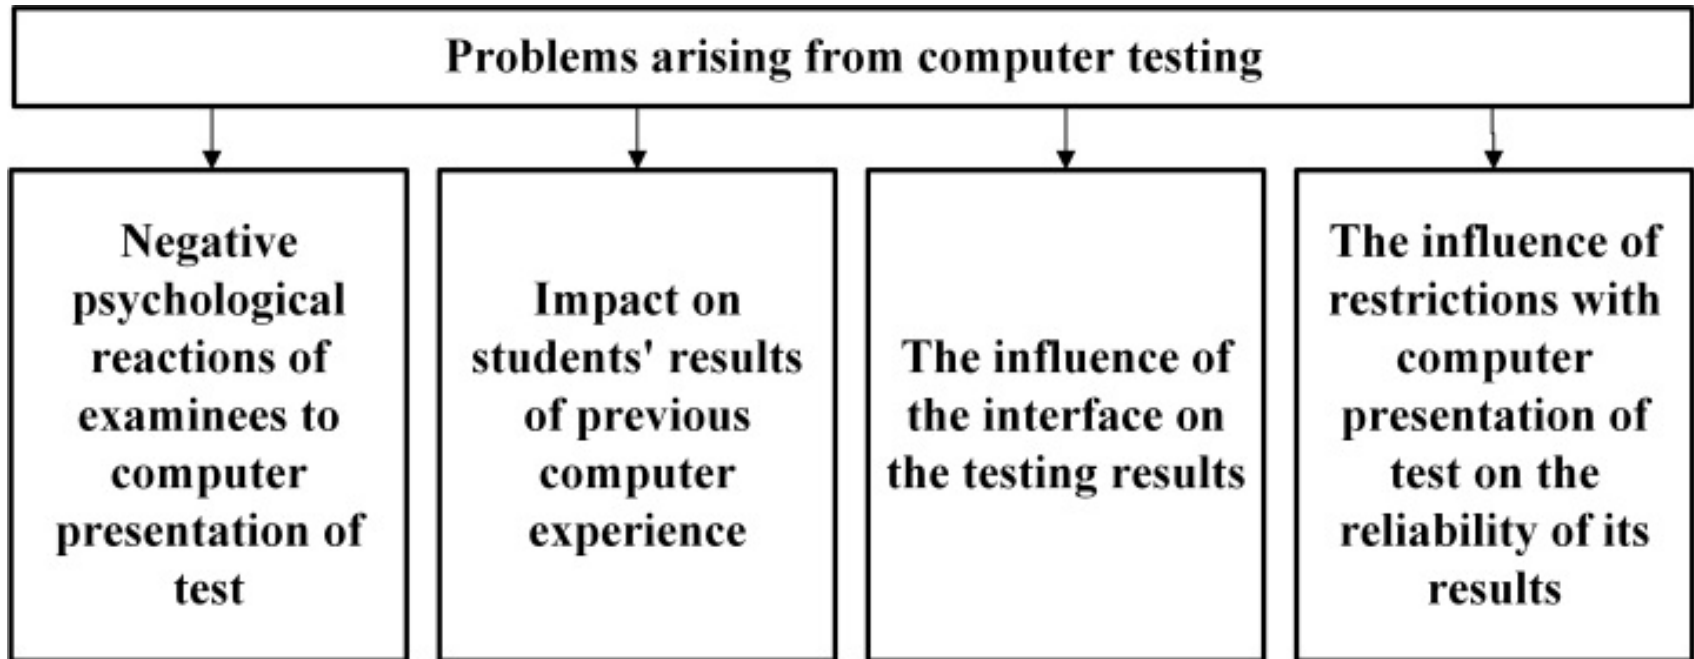 Problems arising from computer testing
Negative
psychological
reactions of
examinees to
computer
presentation of
test
Impact on
students' results
of previous
computer
experience
The influence of
the interface on
the testing results
The influence of
restrictions with
computer
presentation of
test on the
reliability of its
results